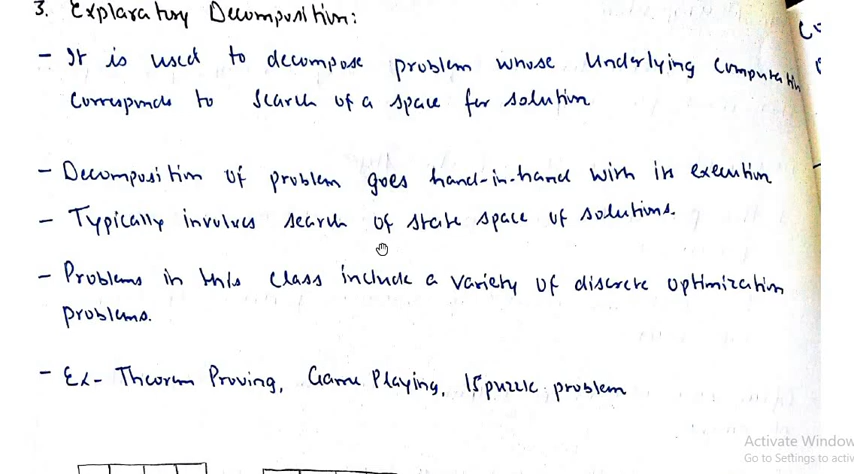 3. Explaratory Decomposition:
- It is used to decompose problem whose underlying computation
corresponds to search of a space for solution
- Decomposition of problem goes hand-in-hand with its execution
- Typically involves search of state space of solutions.
- Problems in this class include a variety of discrete optimization
problems.
- Ex- Theorem Proving, Game Playing, 15 puzzle problem
Activate Window
Go to Settings to activ